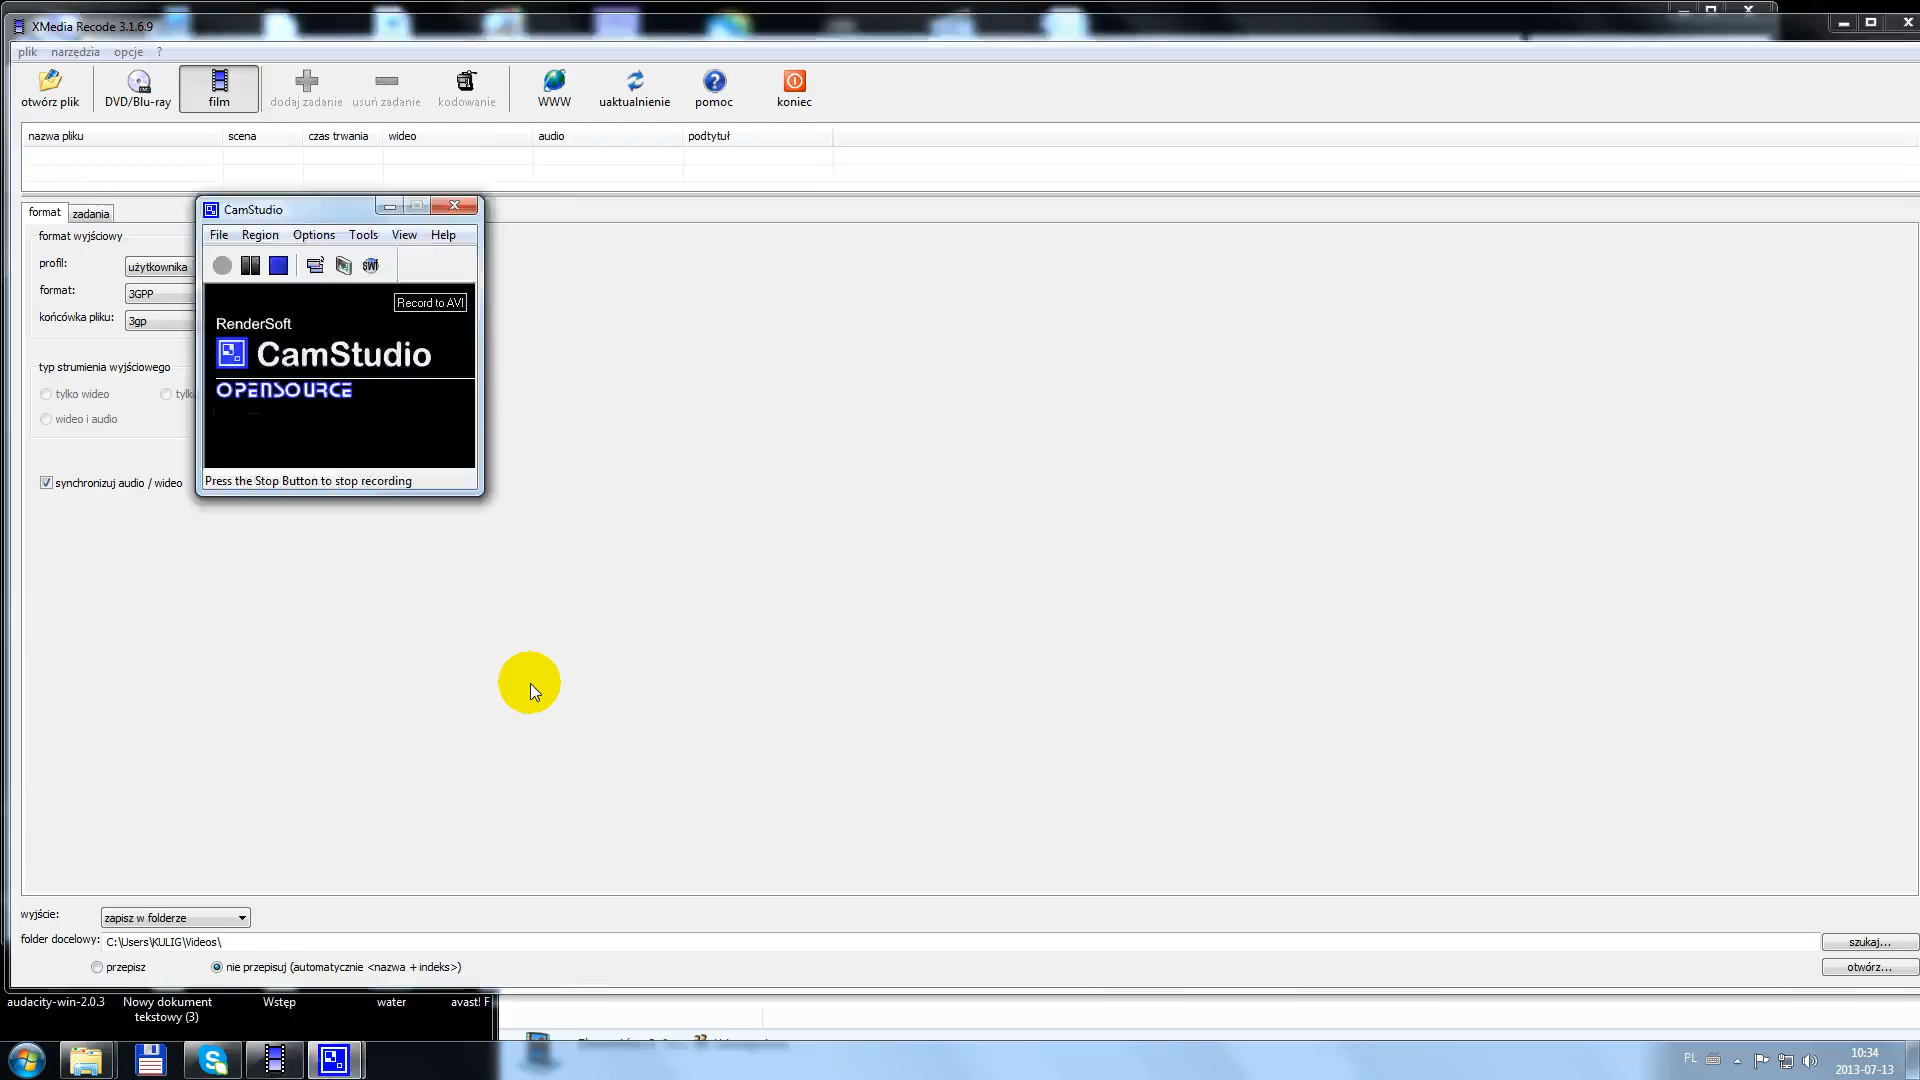 XMedia Recode 3.1.6.9
plik narzędzia opcje ?
otwórz plik DVD/Blu-ray film dodaj zadanie usuń zadanie kodowanie WWW uaktualnienie pomoc koniec
nazwa pliku scena czas trwania wideo audio podtytuł
format zadania
format wyjściowy
profil: użytkownika
format: 3GPP
końcówka pliku: 3gp
typ strumienia wyjściowego
tylko wideo
wideo i audio
synchronizuj audio / wideo
CamStudio
File Region Options Tools View Help
SWF
Record to AVI
RenderSoft
CamStudio
OPENSOURCE
Press the Stop Button to stop recording
wyjście: zapisz w folderze
folder docelowy: C:\Users\KULIG\Videos\ szukaj...
przepisz nie przepisuj (automatycznie <nazwa + indeks>) otwórz...
audacity-win-2.0.3 Nowy dokument tekstowy (3) Wstęp water avast! F
PL 10:34
2013-07-13